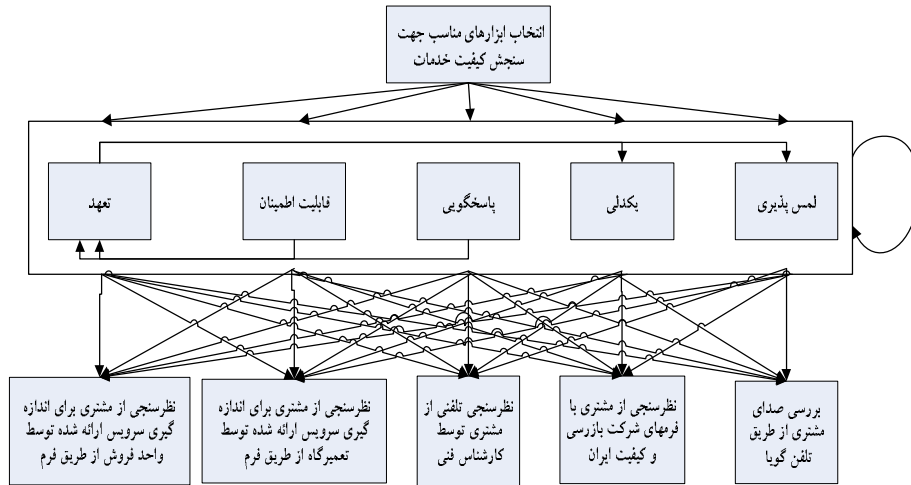 انتخاب ابزارهای مناسب جهت
سنجش کیفیت خدمات
لمس پذیری
یکدلی
پاسخگویی
قابلیت اطمینان
تعهد
بررسی صدای
مشتری از طریق
تلفن گویا
نظرسنجی از مشتری با
فرمهای شرکت بازرسی
و کیفیت ایران
نظرسنجی تلفنی از
مشتری توسط
کارشناس فنی
نظرسنجی از مشتری برای اندازه
گیری سرویس ارائه شده توسط
تعمیرگاه از طریق فرم
نظرسنجی از مشتری برای اندازه
گیری سرویس ارائه شده توسط
واحد فروش از طریق فرم